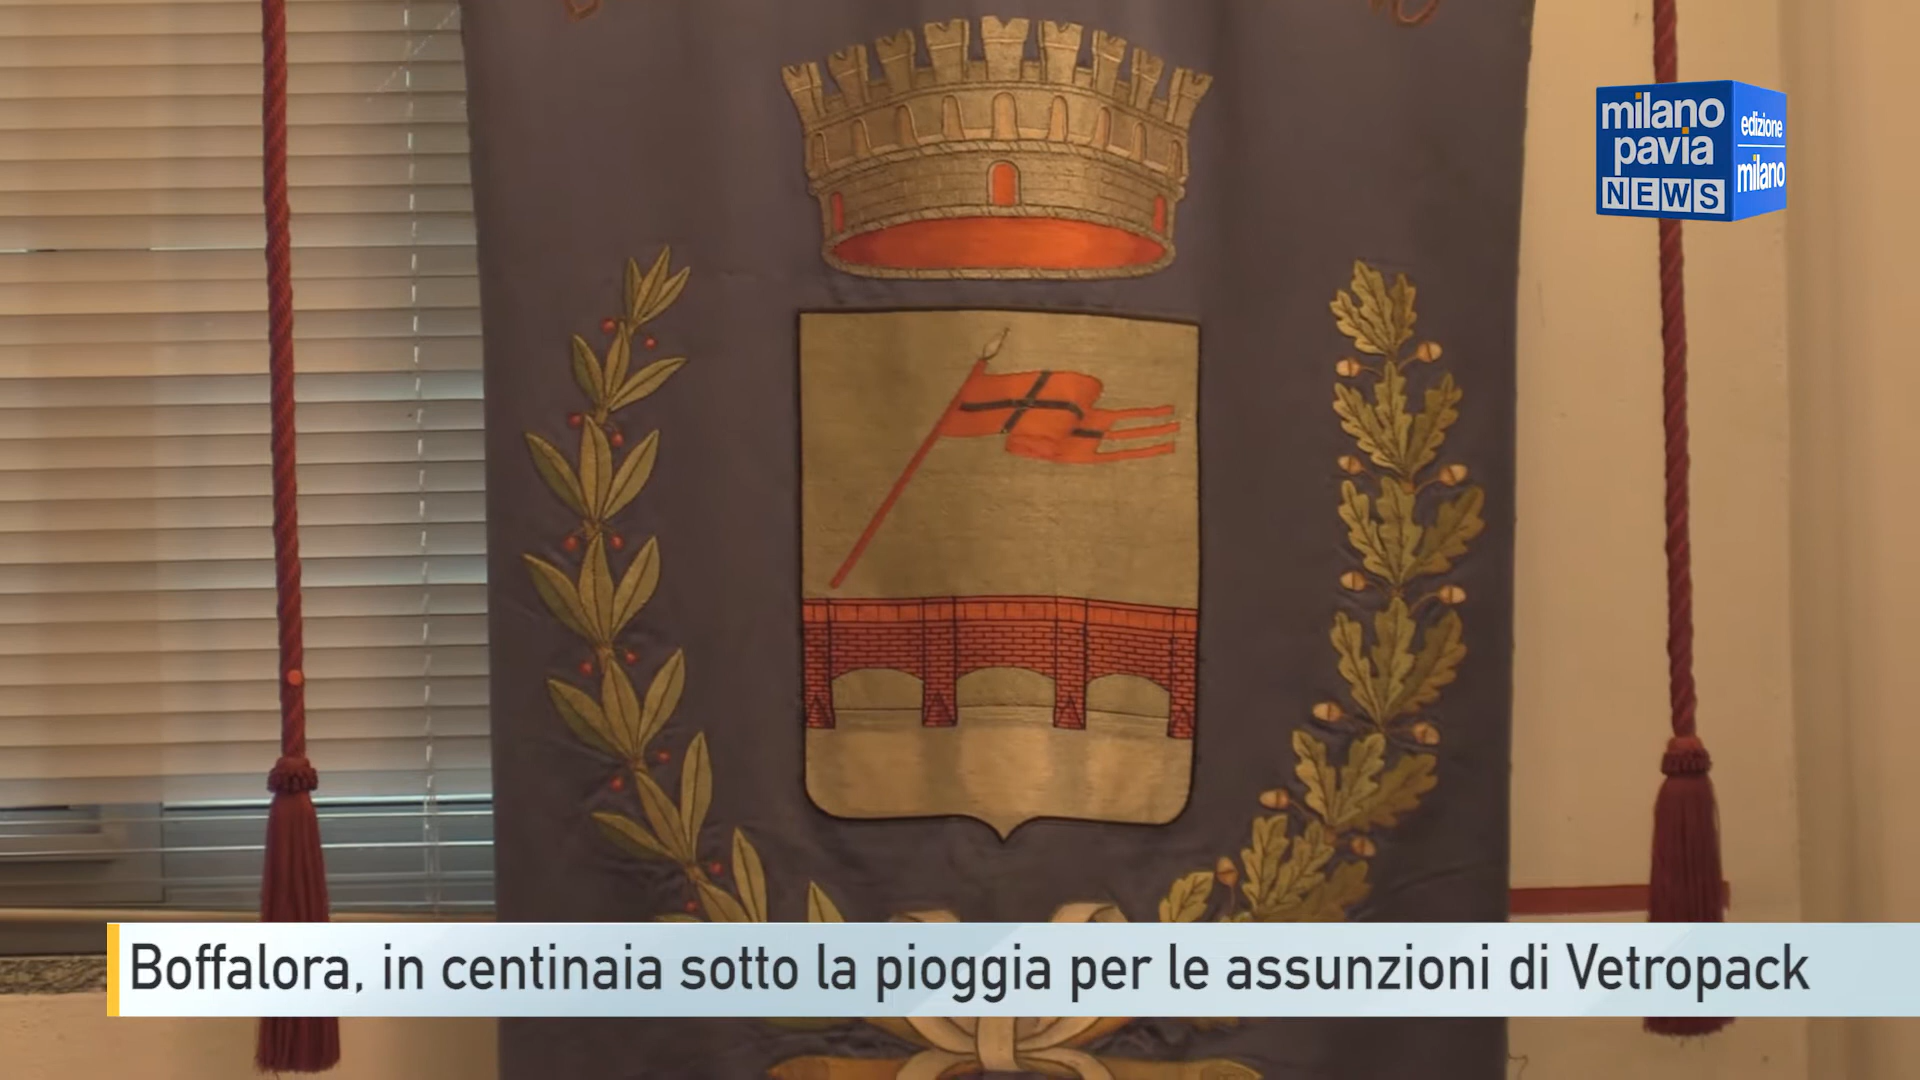 milano
pavia
NEWS
edizione
milano
Boffalora, in centinaia sotto la pioggia per le assunzioni di Vetropack